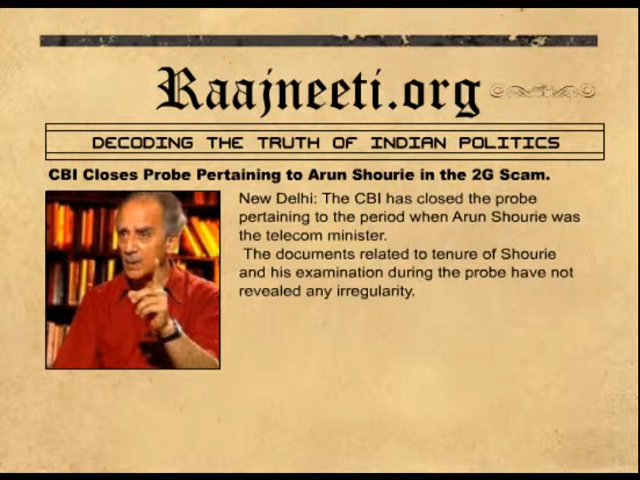 Raajneeti.org
DECODING THE TRUTH OF INDIAN POLITICS
CBI Closes Probe Pertaining to Arun Shourie in the 2G Scam.
New Delhi: The CBI has closed the probe
pertaining to the period when Arun Shourie was
the telecom minister.
The documents related to tenure of Shourie
and his examination during the probe have not
revealed any irregularity.